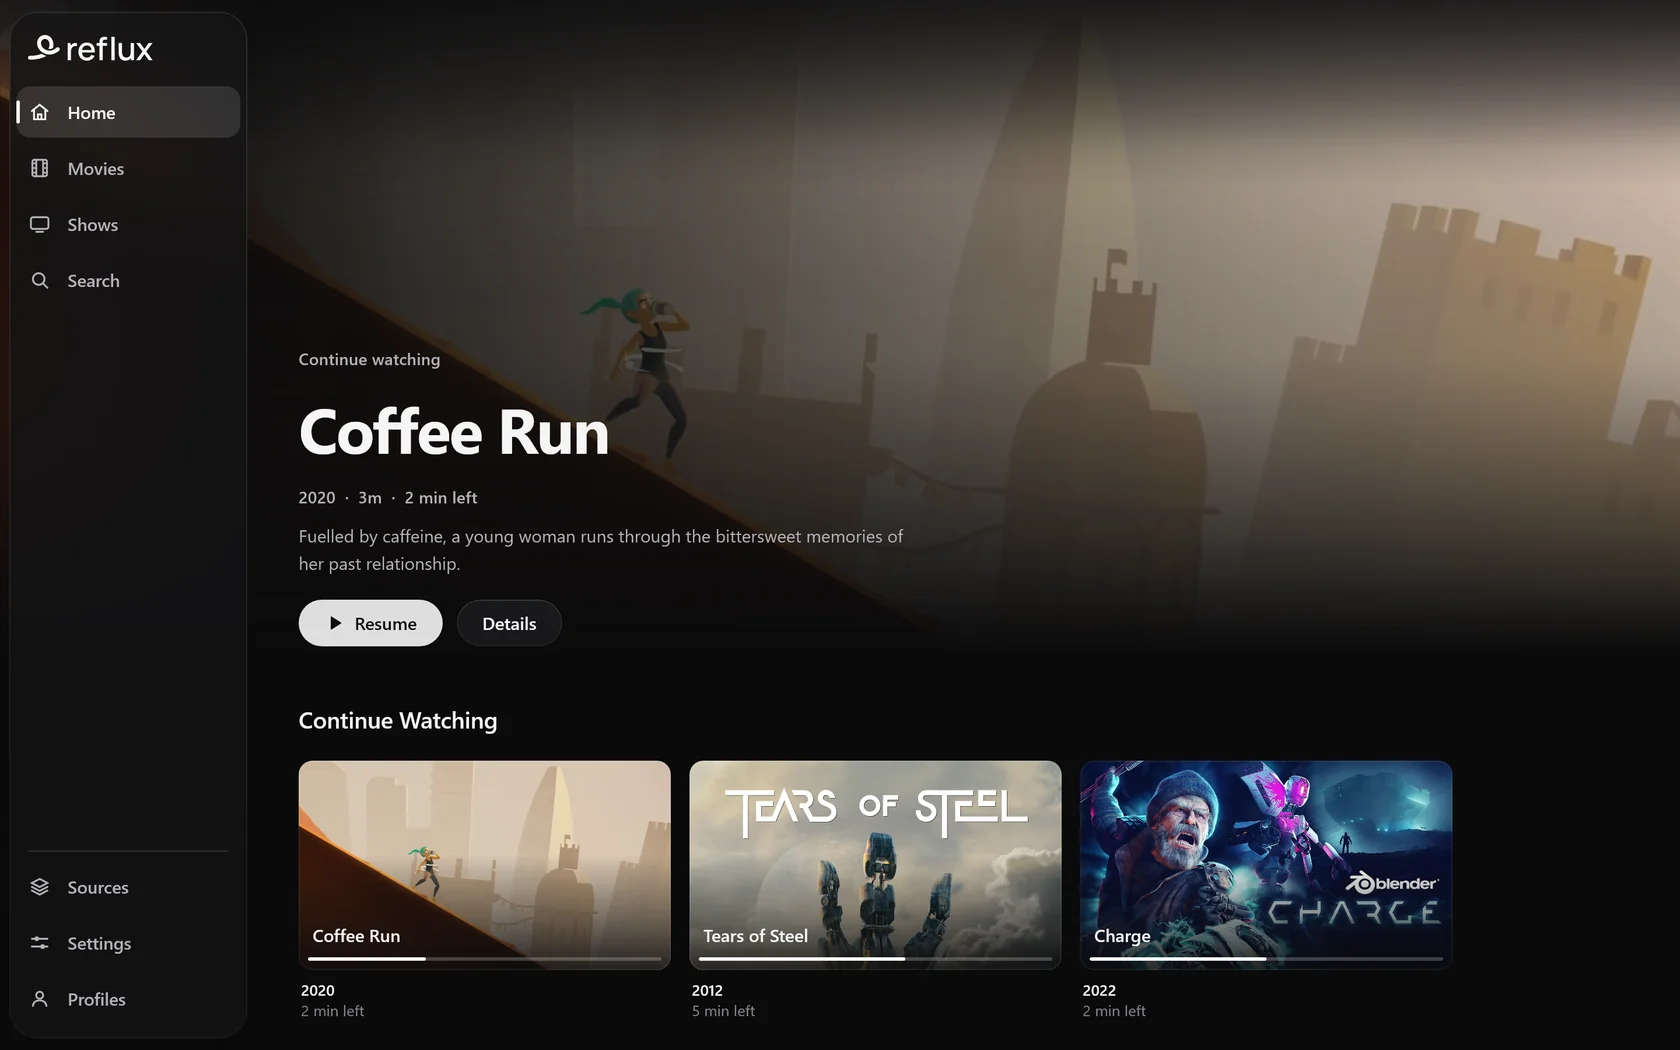 reflux
Home
Movies
Shows
Search
Sources
Settings
Profiles
Continue watching
Coffee Run
2020 · 3m · 2 min left
Fuelled by caffeine, a young woman runs through the bittersweet memories of
her past relationship.
Resume
Details
Continue Watching
Coffee Run
2020
2 min left
TEARS OF STEEL
Tears of Steel
2012
5 min left
blender
CHARGE
Charge
2022
2 min left